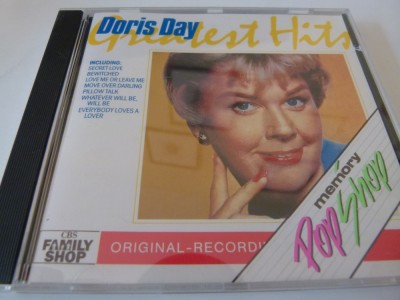 Doris Day
Greatest Hits
INCLUDING:
SECRET LOVE
BEWITCHED
LOVE ME OR LEAVE ME
MOVE OVER DARLING
PILLOW TALK
WHATEVER WILL BE,
WILL BE
EVERYBODY LOVES A
LOVER
memory
Pop Shop
CBS
FAMILY
SHOP
ORIGINAL-RECORDI